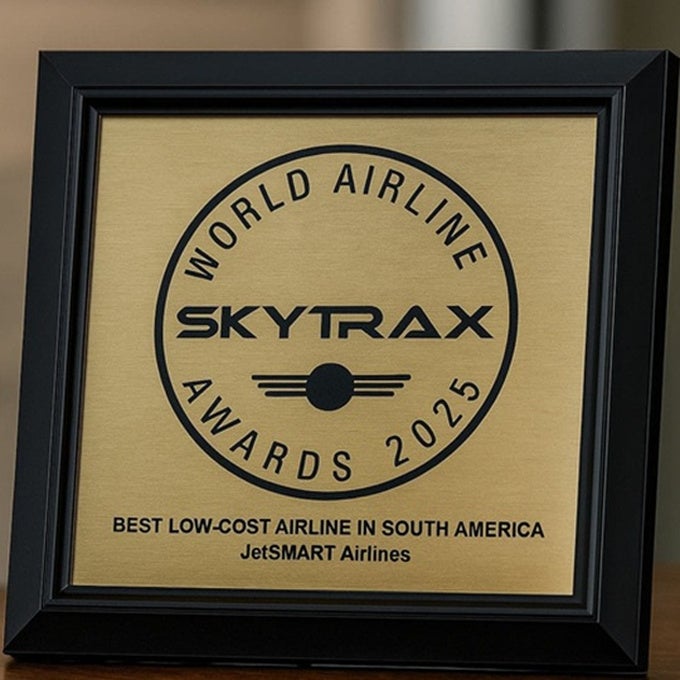 WORLD AIRLINE
SKYTRAX
AWARDS 2025
BEST LOW-COST AIRLINE IN SOUTH AMERICA
JetSMART Airlines